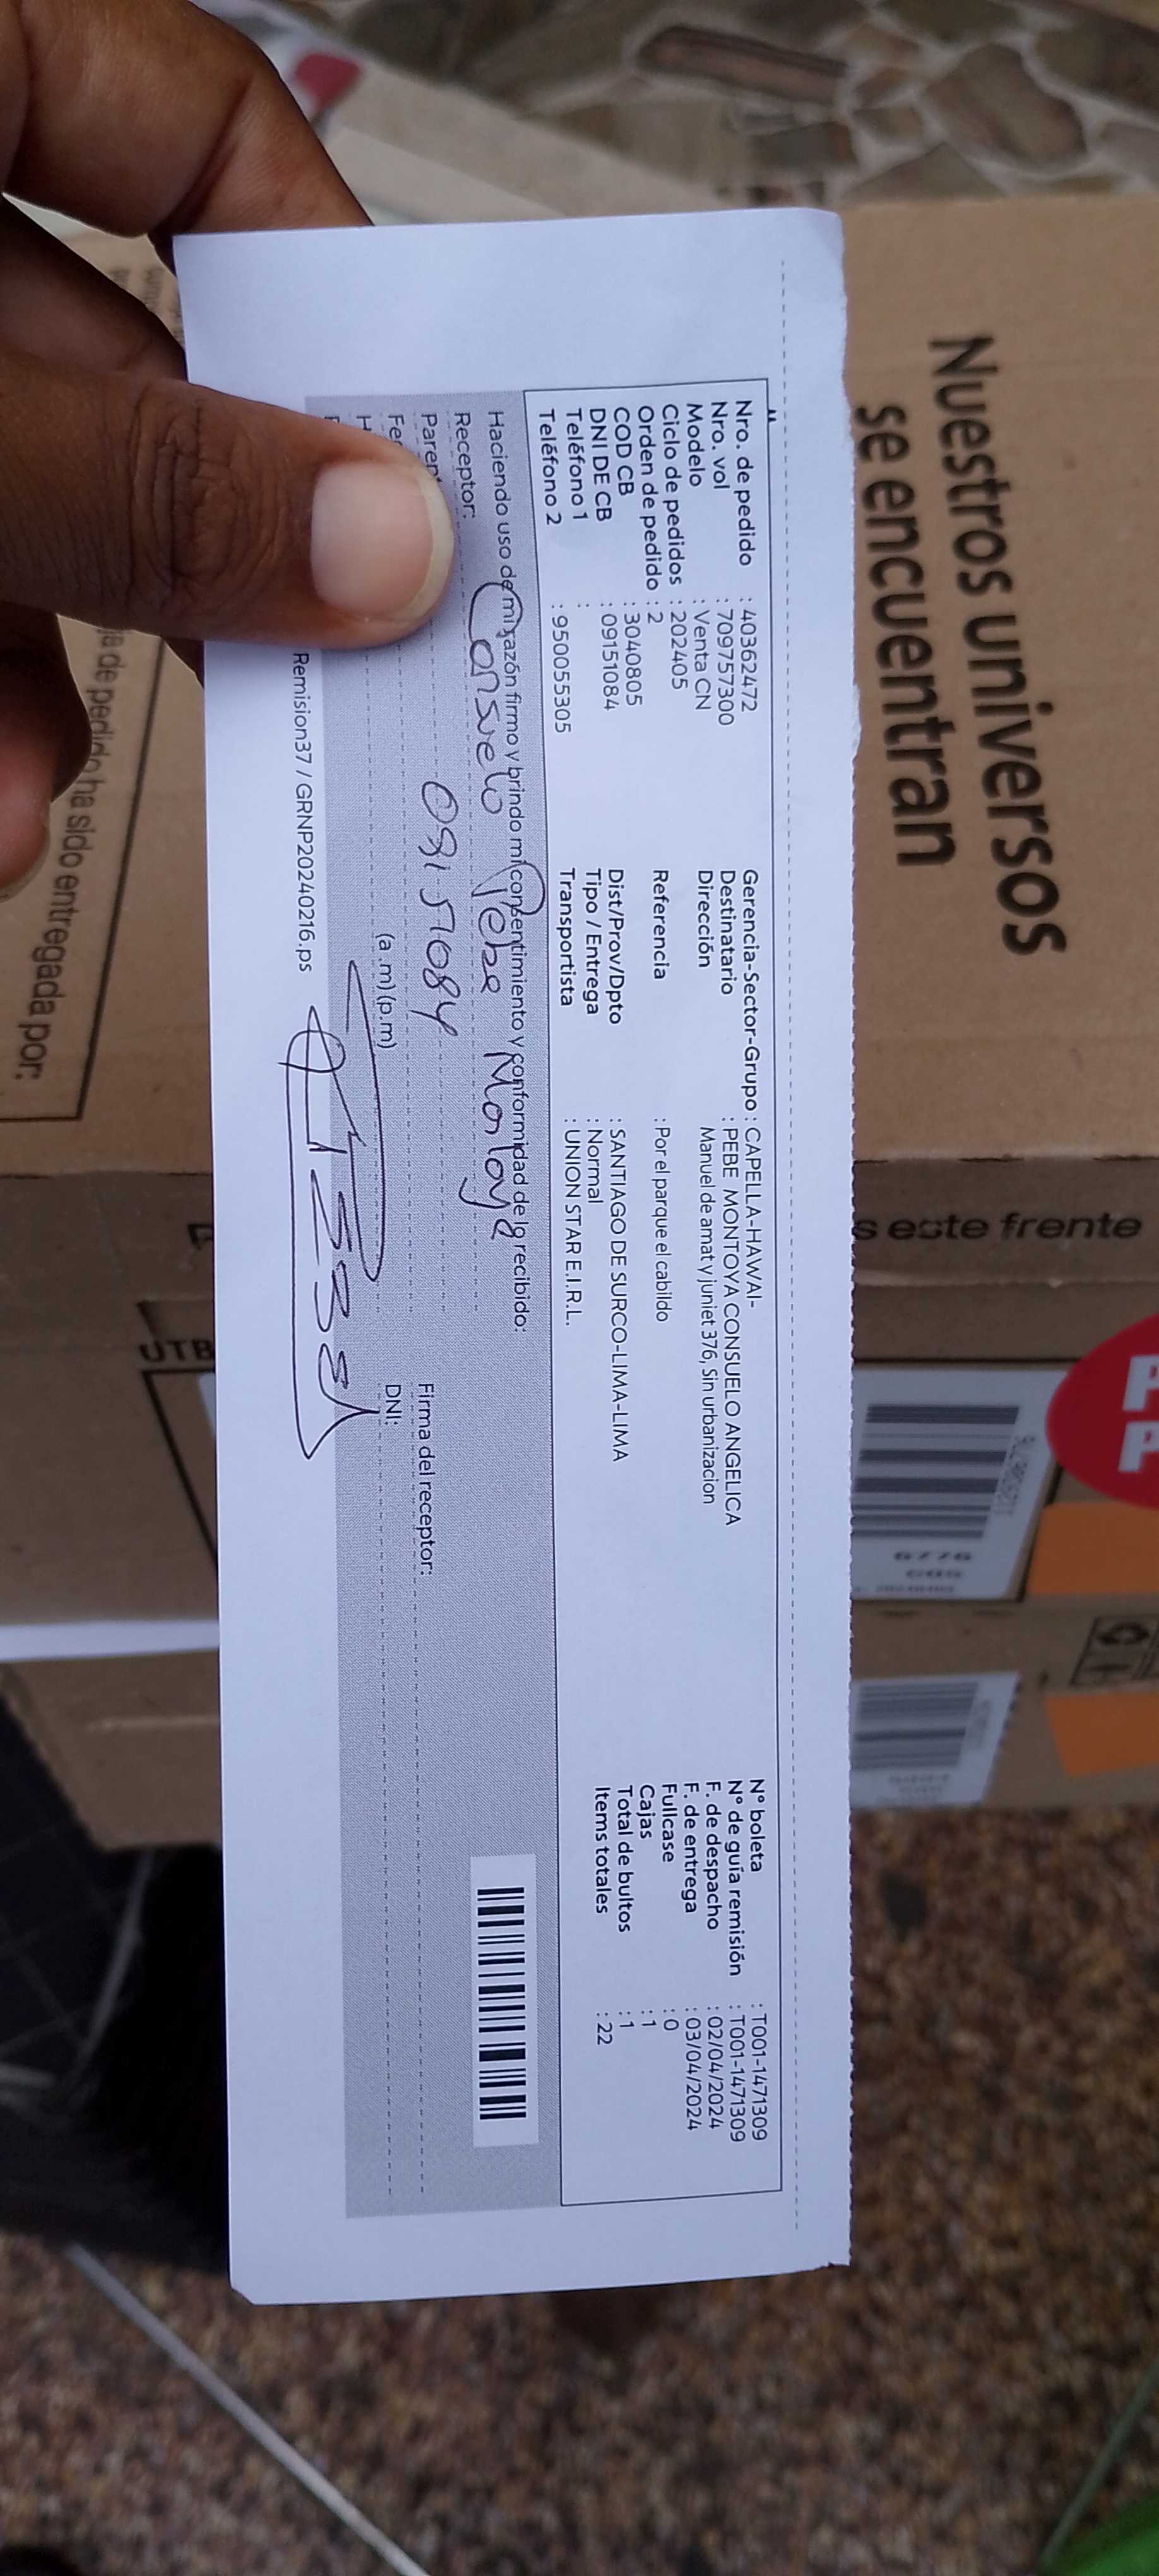 Nuestros universos
se encuentran
Nro. de pedido : 40362472
Nro. vol : 709757300
Modelo : Venta CN
Ciclo de pedidos : 202405
Orden de pedido : 2
COD CB : 3040805
DNI DE CB : 09151084
Teléfono 1 :
Teléfono 2 : 950055305
Gerencia-Sector-Grupo : CAPELLA-HAWAI-
Destinatario : PEBE MONTOYA CONSUELO ANGELICA
Dirección Manuel de amat y juniet 376, Sin urbanizacion
Referencia : Por el parque el cabildo
Dist/Prov/Dpto : SANTIAGO DE SURCO-LIMA-LIMA
Tipo / Entrega : Normal
Transportista : UNION STAR E.I.R.L.
N° boleta : T001-1471309
N° de guía remisión : T001-1471309
F. de despacho : 02/04/2024
F. de entrega : 03/04/2024
Fullcase : 0
Cajas : 1
Total de bultos : 1
Items totales : 22
Haciendo uso de mi razón firmo y brindo mi consentimiento y conformidad de lo recibido:
Receptor: Consuelo Pebe Montoya
09151084
(a.m) (p.m)
Firma del receptor:
DNI:
Remision37 / GRNP20240216.ps
este frente
de pedido ha sido entregada por: